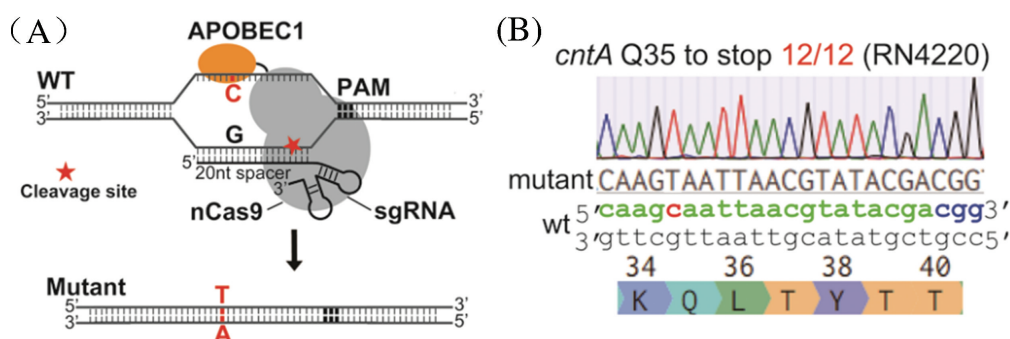 (A)
APOBEC1
WT
PAM
5'
3'
3'
5'
C
G
5'
20nt spacer
3'
Cleavage site
nCas9
sgRNA
Mutant
T
5'
3'
3'
5'
A
(B)
cntA Q35 to stop 12/12 (RN4220)
mutant CAAGTAATTAACGTATACGACGG
wt 5'caagcaattaacgtatacgacgg3'
3'gttcgttaattgcatatgctgcc5'
34 36 38 40
K Q L T Y T T